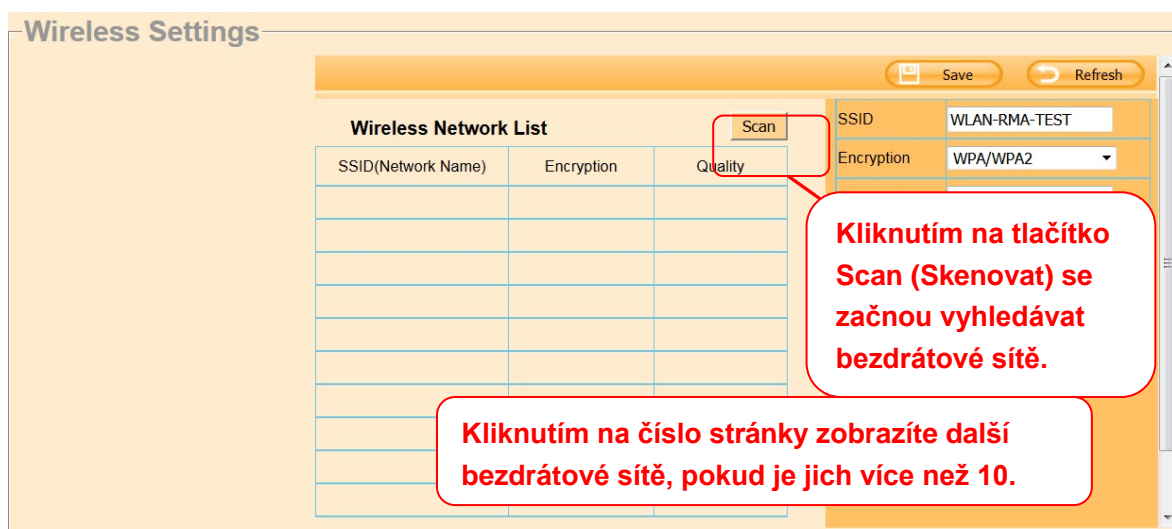 Wireless Settings
Save
Refresh
Wireless Network List
Scan
SSID(Network Name)
Encryption
Quality
SSID
WLAN-RMA-TEST
Encryption
WPA/WPA2
Kliknutím na tlačítko
Scan (Skenovat) se
začnou vyhledávat
bezdrátové sítě.
Kliknutím na číslo stránky zobrazíte další
bezdrátové sítě, pokud je jich více než 10.